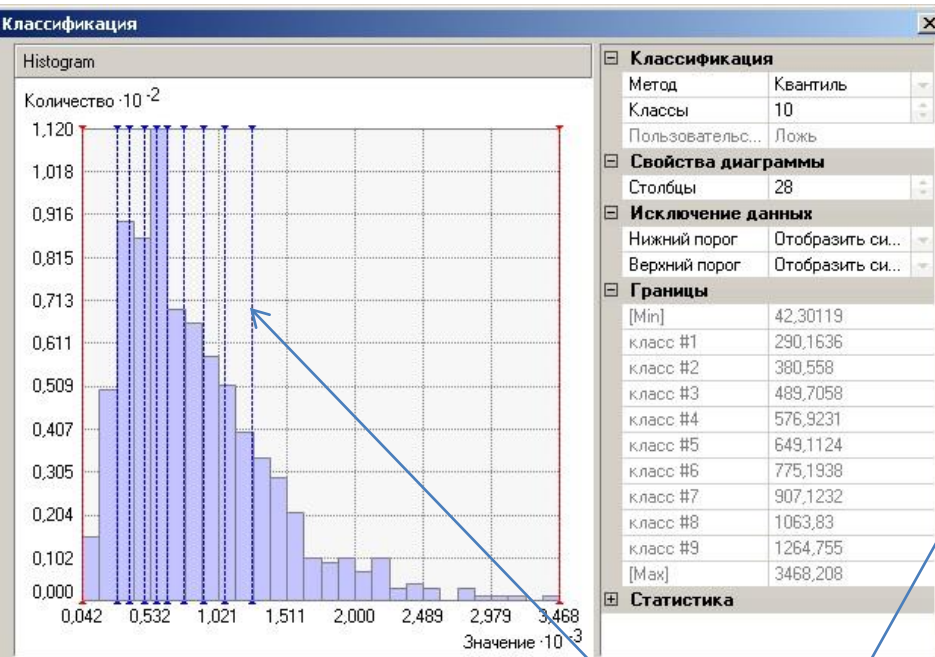 Классификация
Histogram
Количество ·10 -2
1,120
1,018
0,916
0,815
0,713
0,611
0,509
0,407
0,305
0,204
0,102
0,000
0,042 0,532 1,021 1,511 2,000 2,489 2,979 3,468
Значение ·10 -3
Классификация
Метод Квантиль
Классы 10
Пользовательс... Ложь
Свойства диаграммы
Столбцы 28
Исключение данных
Нижний порог Отобразить си...
Верхний порог Отобразить си...
Границы
[Min] 42,30119
класс #1 290,1636
класс #2 380,558
класс #3 489,7058
класс #4 576,9231
класс #5 649,1124
класс #6 775,1938
класс #7 907,1232
класс #8 1063,83
класс #9 1264,755
[Max] 3468,208
Статистика